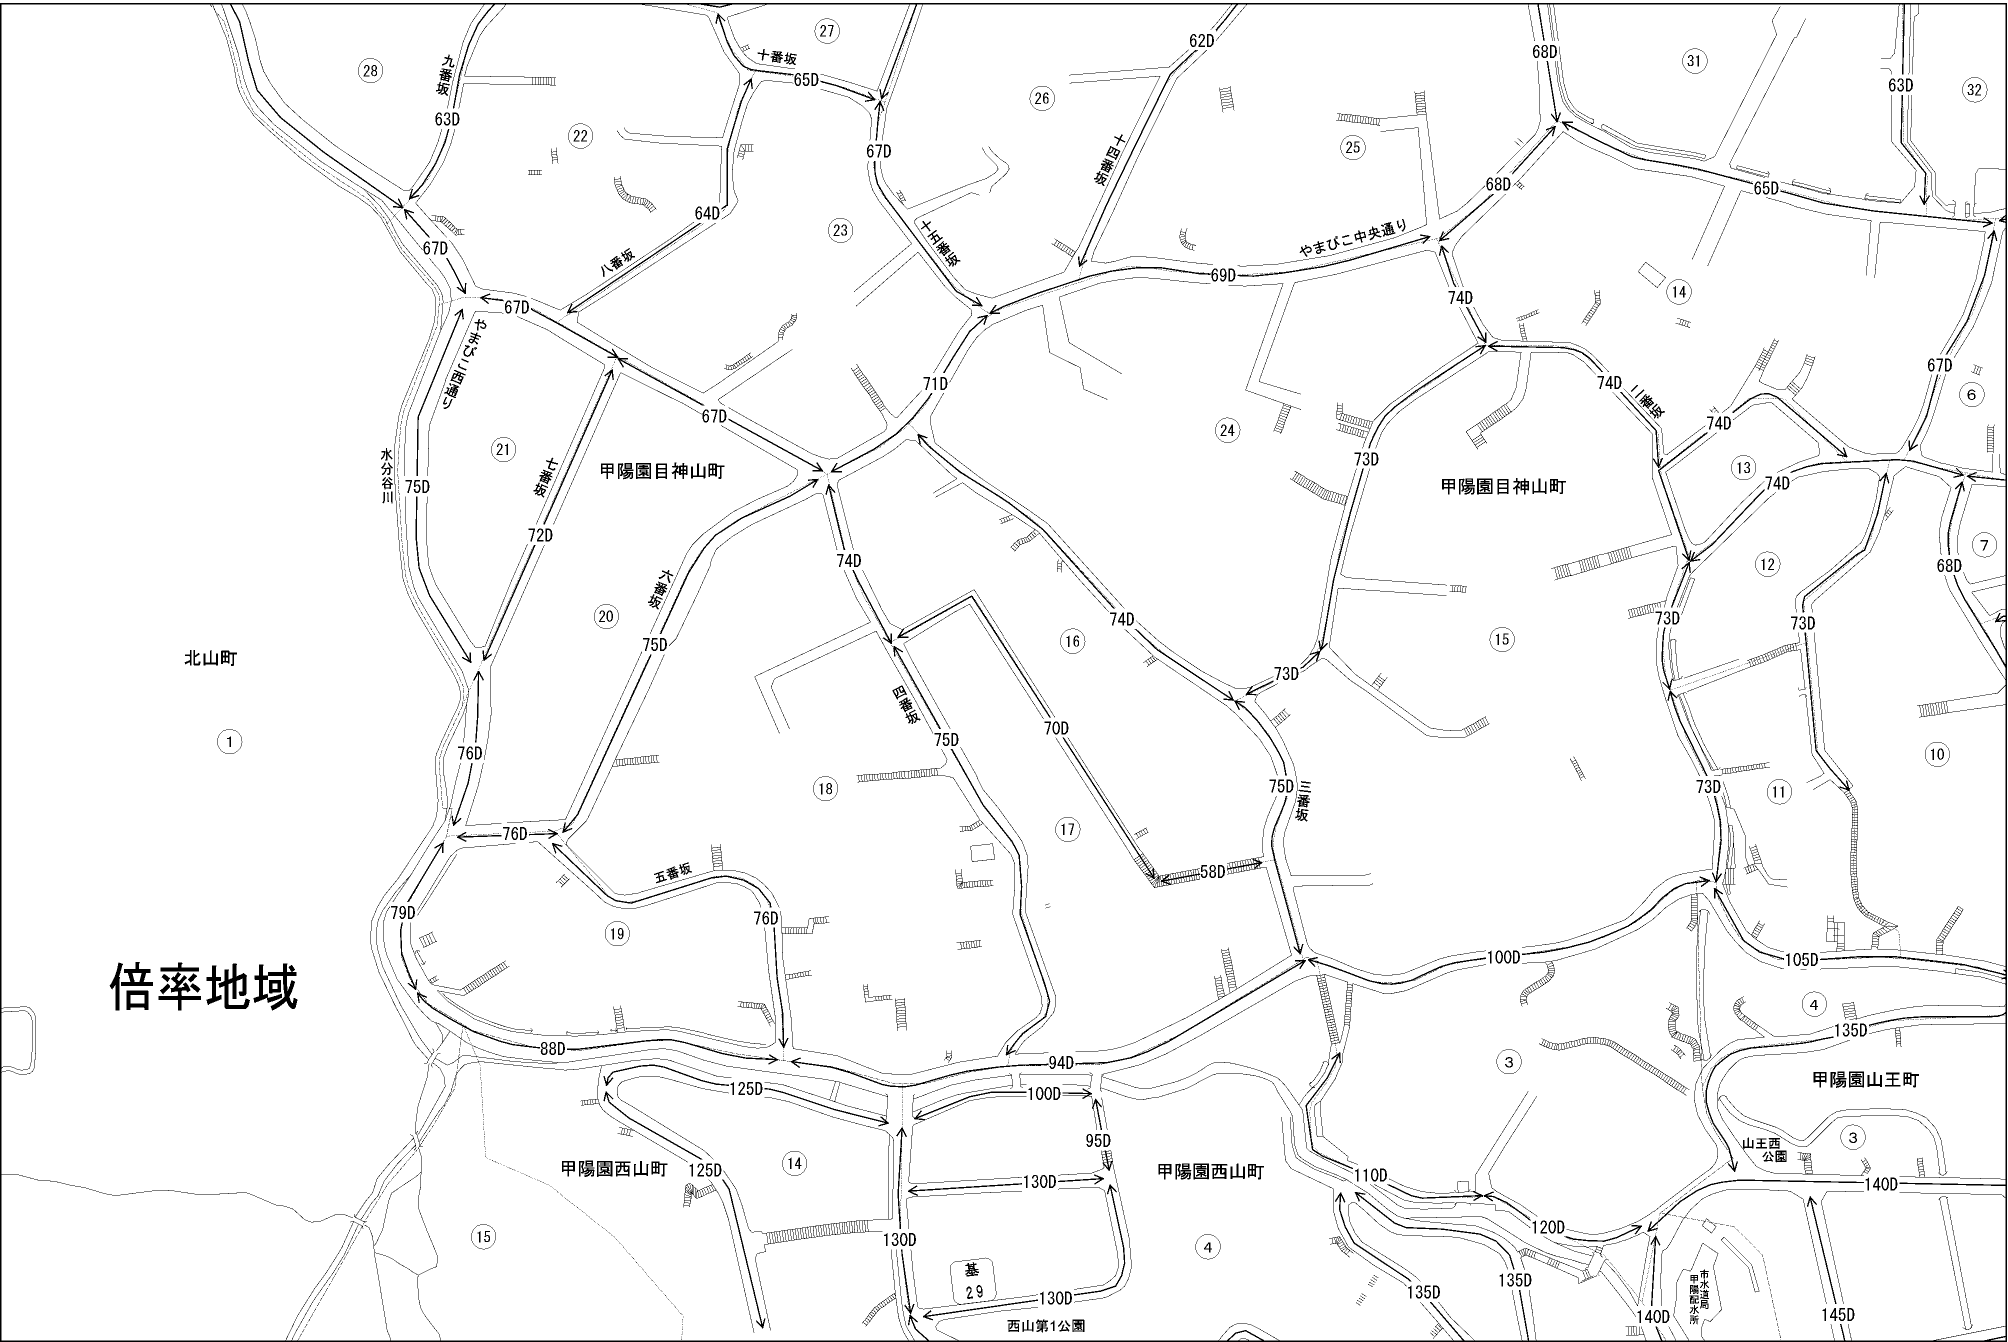 27
62D
68D
31
28
九番坂
十番坂
65D
63D
32
26
63D
22
十四番坂
25
67D
68D
65D
64D
23
十五番坂
67D
八番坂
やまびこ中央通り
69D
14
74D
67D
やまびこ西通り
71D
74D
二番坂
67D
6
67D
74D
24
21
水分谷川
七番坂
甲陽園目神山町
73D
13
75D
甲陽園目神山町
74D
72D
74D
7
12
68D
六番坂
20
75D
74D
73D
73D
16
15
北山町
73D
四番坂
70D
1
75D
76D
10
18
75D
三番坂
73D
11
17
76D
五番坂
58D
79D
76D
19
100D
105D
倍率地域
4
135D
88D
94D
3
125D
100D
甲陽園山王町
95D
3
山王西
公園
14
甲陽園西山町
125D
甲陽園西山町
110D
130D
140D
15
130D
4
120D
基
29
135D
市水道局
甲陽配水所
135D
130D
140D
145D
西山第1公園